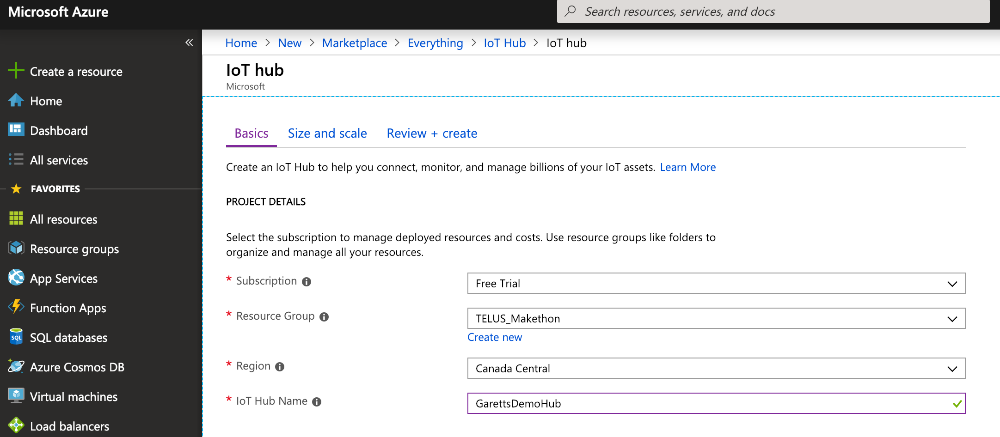 Microsoft Azure
Search resources, services, and docs
«
Create a resource
Home
Dashboard
All services
FAVORITES
All resources
Resource groups
App Services
Function Apps
SQL
SQL databases
Azure Cosmos DB
Virtual machines
Load balancers
Home > New > Marketplace > Everything > IoT Hub > IoT hub
IoT hub
Microsoft
Basics Size and scale Review + create
Create an IoT Hub to help you connect, monitor, and manage billions of your IoT assets. Learn More
PROJECT DETAILS
Select the subscription to manage deployed resources and costs. Use resource groups like folders to
organize and manage all your resources.
* Subscription i Free Trial
* Resource Group i TELUS_Makethon
Create new
* Region i Canada Central
* IoT Hub Name i GarettsDemoHub